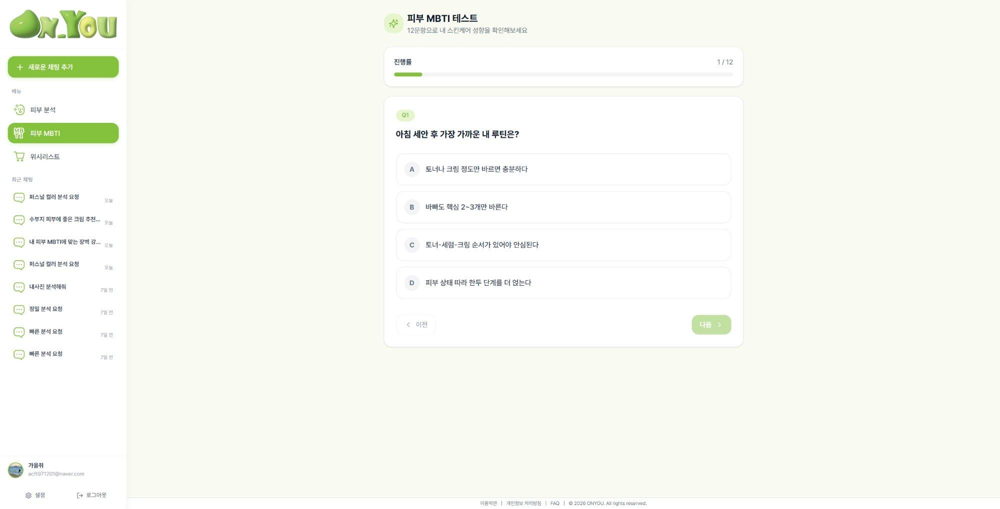 ON_YOU
새로운 채팅 추가
메뉴
피부 분석
MBTI
피부 MBTI
위시리스트
최근 채팅
퍼스널 컬러 분석 요청
오늘
수부지 피부에 좋은 크림 추천...
오늘
내 피부 MBTI에 맞는 장벽 강...
오늘
퍼스널 컬러 분석 요청
오늘
내사진 분석해줘
7일 전
정밀 분석 요청
7일 전
빠른 분석 요청
7일 전
빠른 분석 요청
7일 전
가을쥐
acft971201@naver.com
설정
로그아웃
피부 MBTI 테스트
12문항으로 내 스킨케어 성향을 확인해보세요
진행률
1 / 12
Q1
아침 세안 후 가장 가까운 내 루틴은?
A 토너나 크림 정도만 바르면 충분하다
B 바빠도 핵심 2~3개만 바른다
C 토너-세럼-크림 순서가 있어야 안심된다
D 피부 상태 따라 한두 단계를 더 얹는다
이전
다음
이용약관 | 개인정보 처리방침 | FAQ | © 2026 ONYOU. All rights reserved.